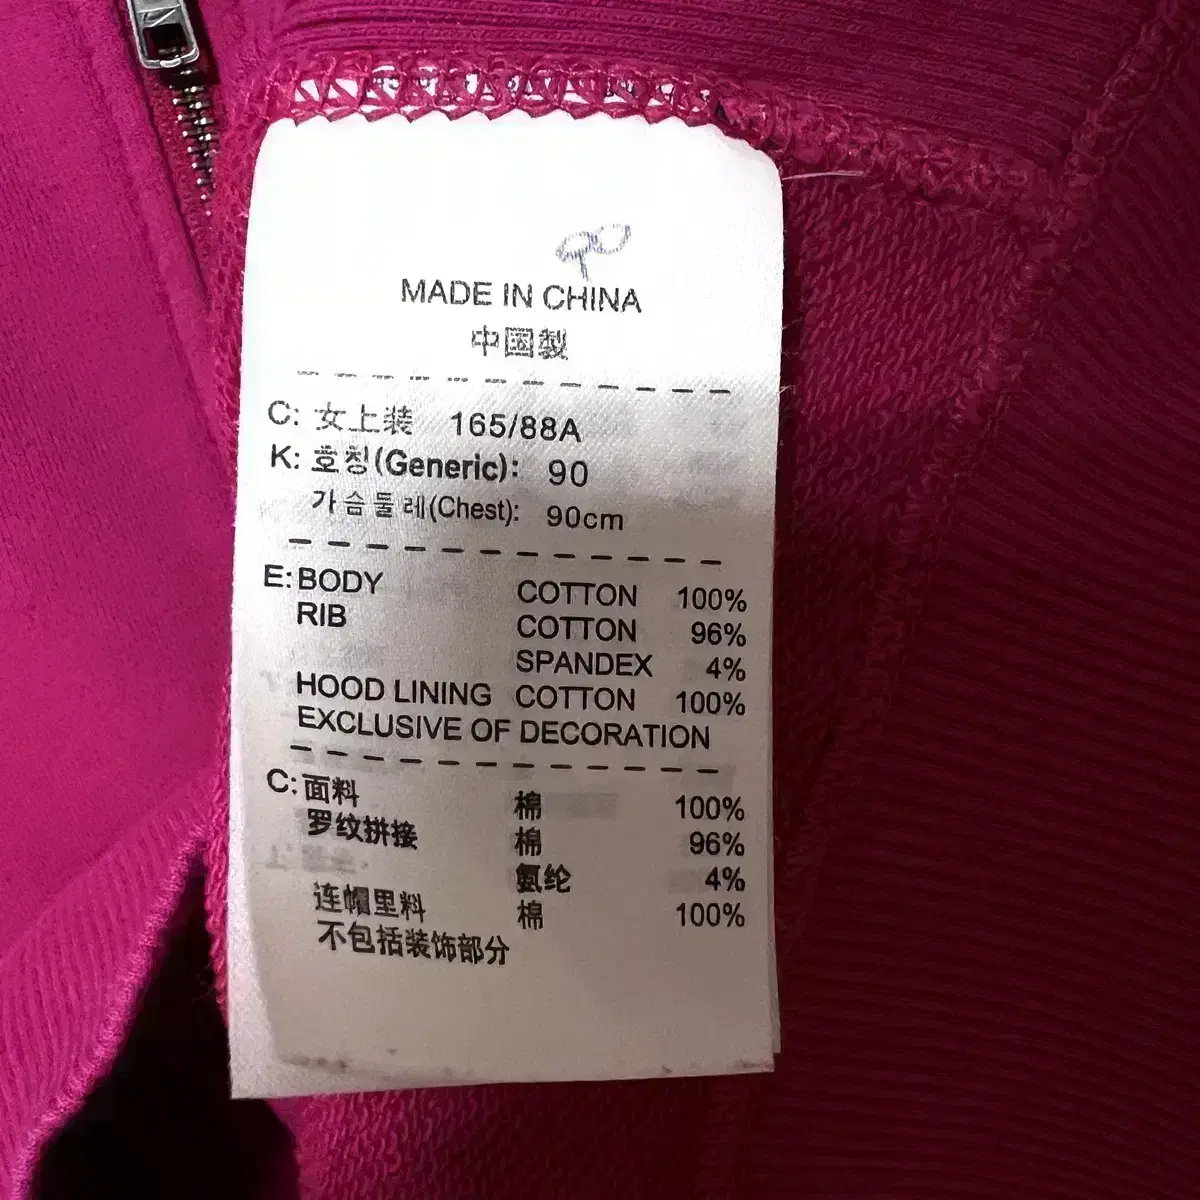 90
MADE IN CHINA
中国製
C: 女上装 165/88A
K: 호칭(Generic): 90
가슴둘레(Chest): 90cm
E: BODY COTTON 100%
RIB COTTON 96%
SPANDEX 4%
HOOD LINING COTTON 100%
EXCLUSIVE OF DECORATION
C: 面料 棉 100%
罗纹拼接 棉 96%
氨纶 4%
连帽里料 棉 100%
不包括装饰部分